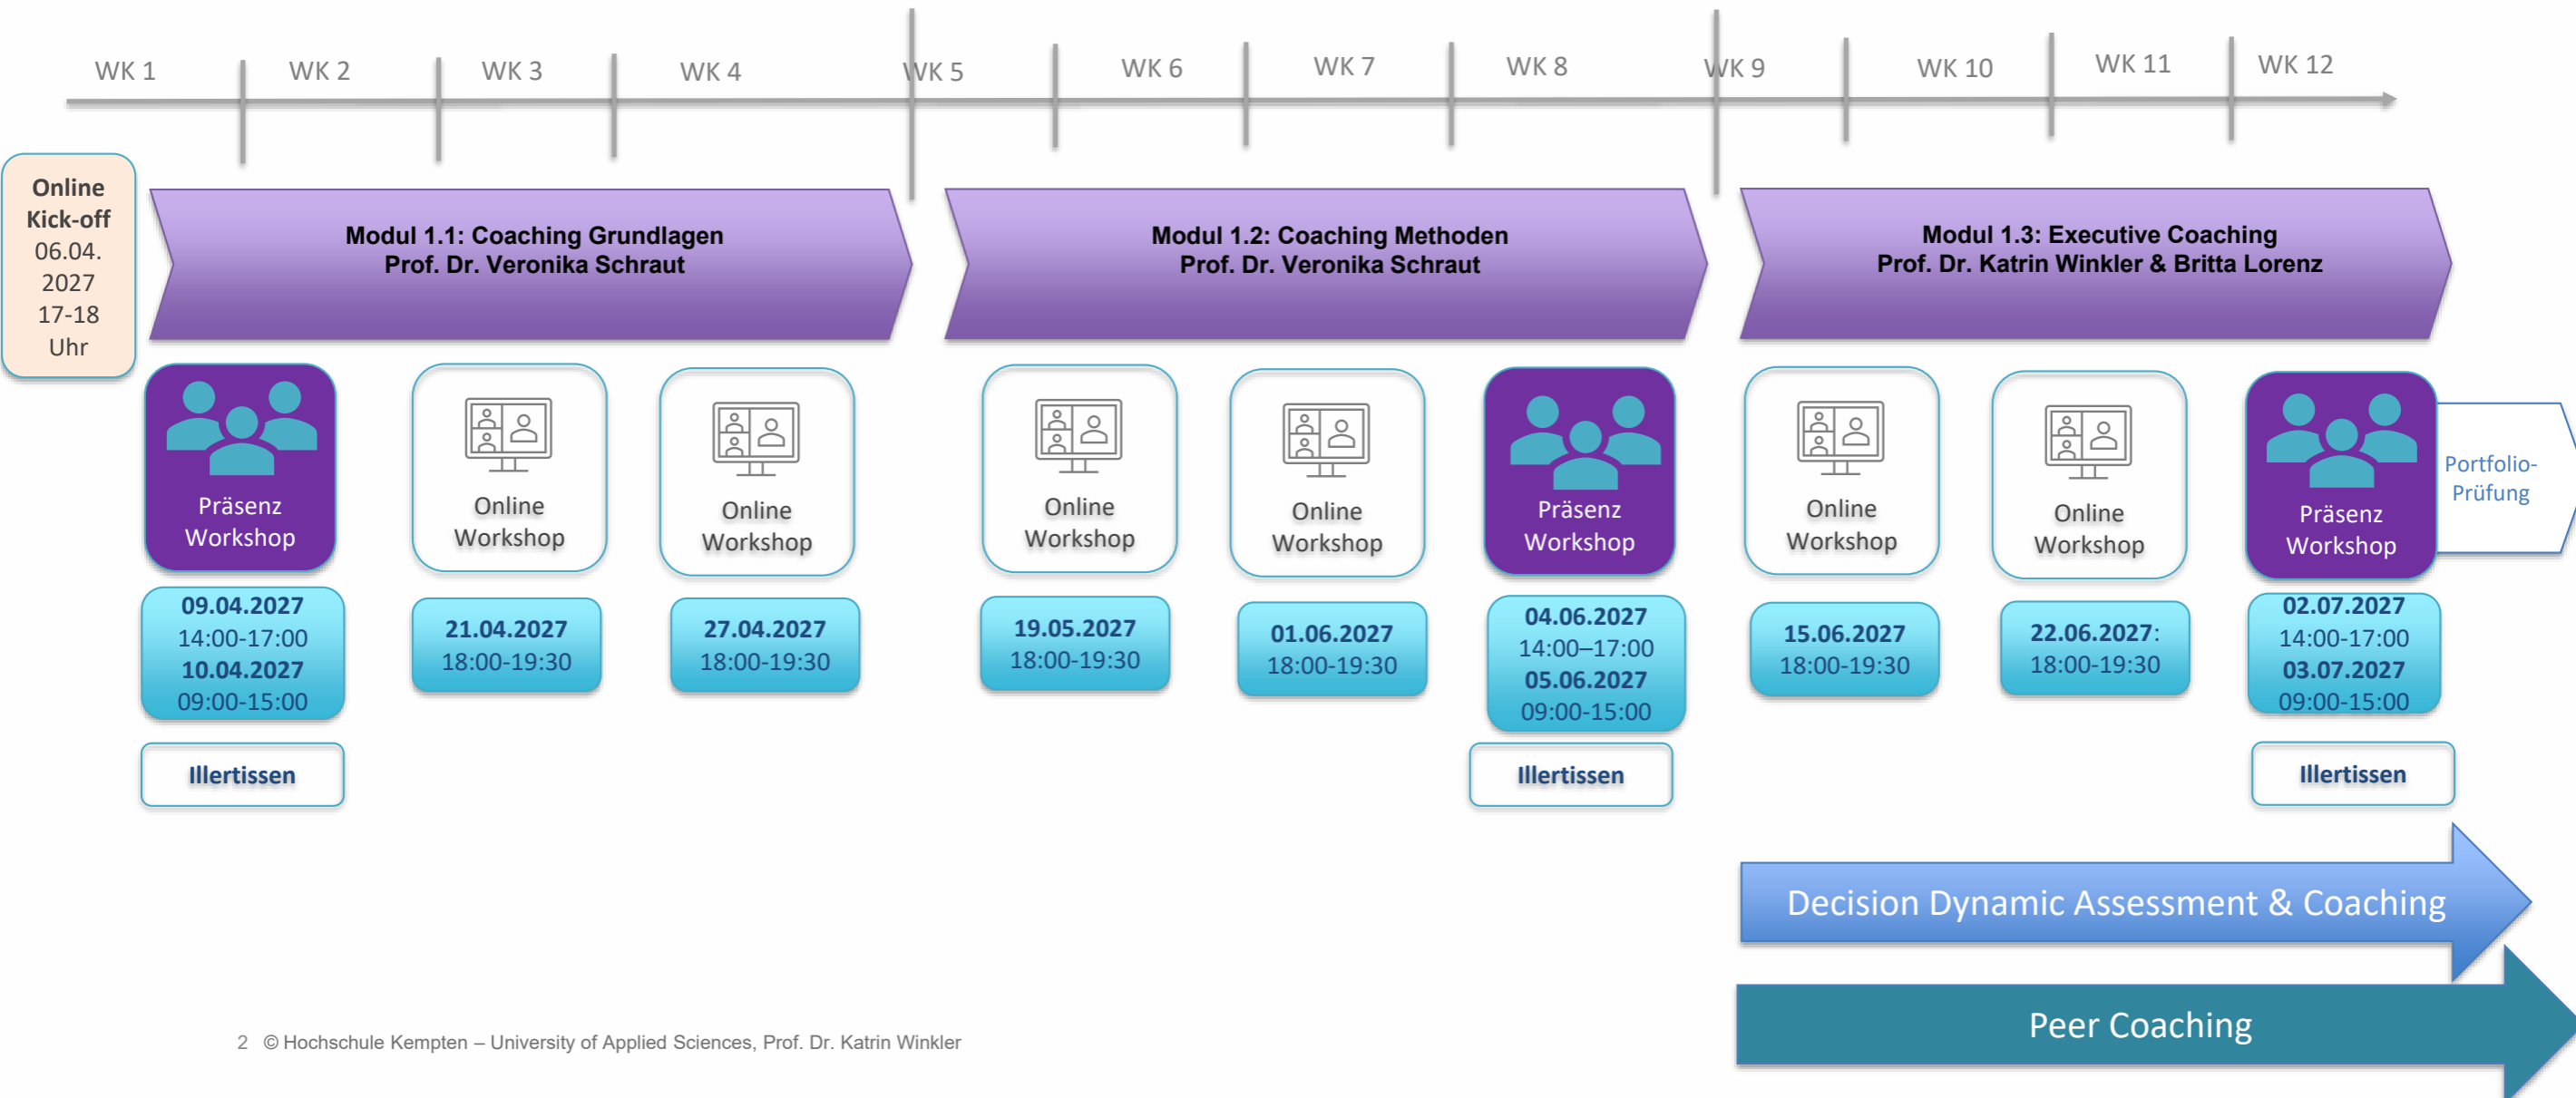 WK 1
WK 2
WK 3
WK 4
WK 5
WK 6
WK 7
WK 8
WK 9
WK 10
WK 11
WK 12
Online
Kick-off
06.04.
2027
17-18
Uhr
Modul 1.1: Coaching Grundlagen
Prof. Dr. Veronika Schraut
Modul 1.2: Coaching Methoden
Prof. Dr. Veronika Schraut
Modul 1.3: Executive Coaching
Prof. Dr. Katrin Winkler & Britta Lorenz
Präsenz
Workshop
Online
Workshop
Online
Workshop
Online
Workshop
Online
Workshop
Präsenz
Workshop
Online
Workshop
Online
Workshop
Präsenz
Workshop
Portfolio-
Prüfung
09.04.2027
14:00-17:00
10.04.2027
09:00-15:00
21.04.2027
18:00-19:30
27.04.2027
18:00-19:30
19.05.2027
18:00-19:30
01.06.2027
18:00-19:30
04.06.2027
14:00–17:00
05.06.2027
09:00-15:00
15.06.2027
18:00-19:30
22.06.2027:
18:00-19:30
02.07.2027
14:00-17:00
03.07.2027
09:00-15:00
Illertissen
Illertissen
Illertissen
Decision Dynamic Assessment & Coaching
Peer Coaching
2 © Hochschule Kempten – University of Applied Sciences, Prof. Dr. Katrin Winkler